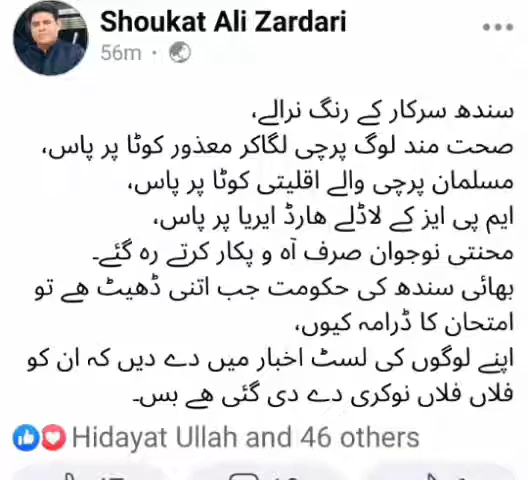 Shoukat Ali Zardari
56m
سندھ سرکار کے رنگ نرالے،
صحت مند لوگ پرچی لگاکر معذور کوٹا پر پاس،
مسلمان پرچی والے اقلیتی کوٹا پر پاس،
ایم پی ایز کے لاڈلے ھارڈ ایریا پر پاس،
محنتی نوجوان صرف آہ و پکار کرتے رہ گئے۔
بھائی سندھ کی حکومت جب اتنی ڈھیٹ ھے تو
امتحان کا ڈرامہ کیوں،
اپنے لوگوں کی لسٹ اخبار میں دے دیں کہ ان کو
فلاں فلاں نوکری دے دی گئی ھے بس۔
Hidayat Ullah and 46 others